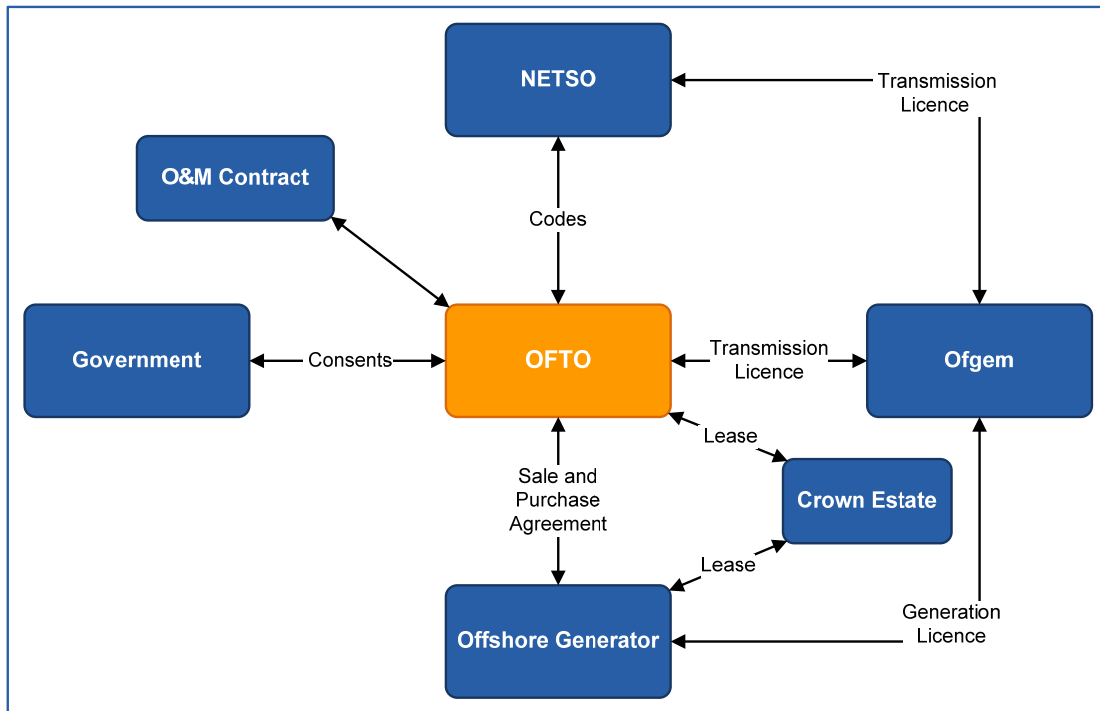 NETSO
Transmission
Licence
O&M Contract
Codes
Government
Consents
OFTO
Transmission
Licence
Ofgem
Lease
Sale and
Purchase
Agreement
Crown Estate
Lease
Offshore Generator
Generation
Licence